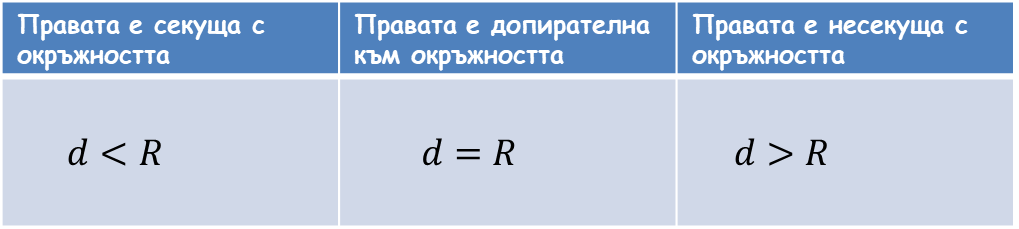 Правата е секуща с
окръжността
Правата е допирателна
към окръжността
Правата е несекуща с
окръжността
d < R
d = R
d > R